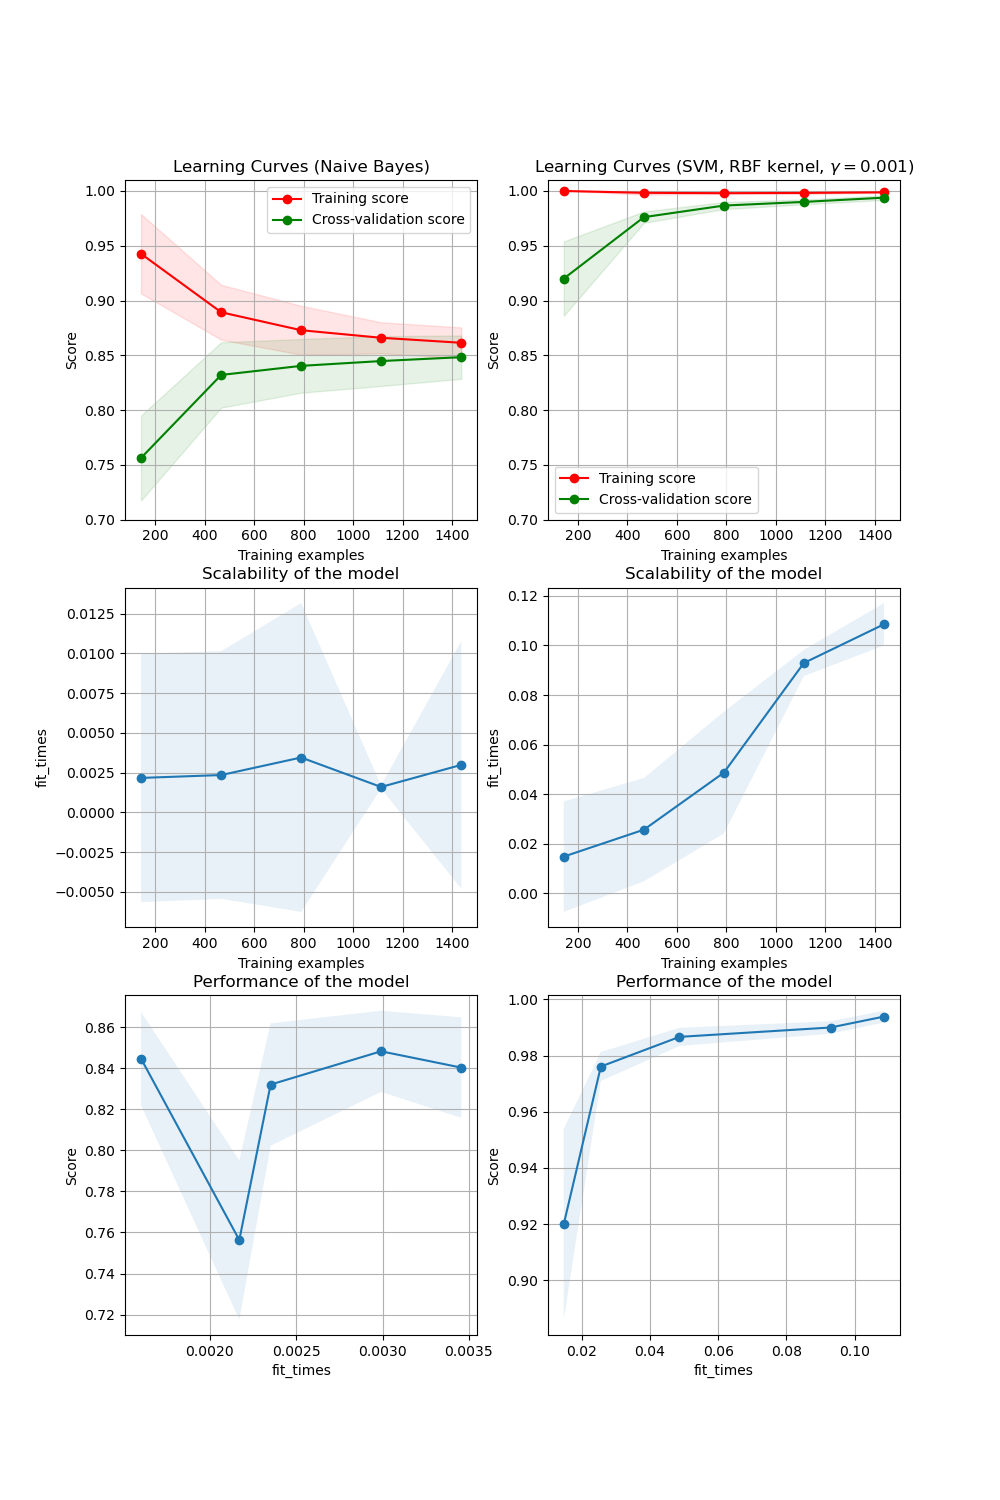 Learning Curves (Naive Bayes)
1.00
0.95
0.90
0.85
0.80
0.75
0.70
Score
Training score
Cross-validation score
200 400 600 800 1000 1200 1400
Training examples
Learning Curves (SVM, RBF kernel, γ = 0.001)
1.00
0.95
0.90
0.85
0.80
0.75
0.70
Score
Training score
Cross-validation score
200 400 600 800 1000 1200 1400
Training examples
Scalability of the model
0.0125
0.0100
0.0075
0.0050
0.0025
0.0000
−0.0025
−0.0050
fit_times
200 400 600 800 1000 1200 1400
Training examples
Scalability of the model
0.12
0.10
0.08
0.06
0.04
0.02
0.00
fit_times
200 400 600 800 1000 1200 1400
Training examples
Performance of the model
0.86
0.84
0.82
0.80
0.78
0.76
0.74
0.72
Score
0.0020 0.0025 0.0030 0.0035
fit_times
Performance of the model
1.00
0.98
0.96
0.94
0.92
0.90
Score
0.02 0.04 0.06 0.08 0.10
fit_times